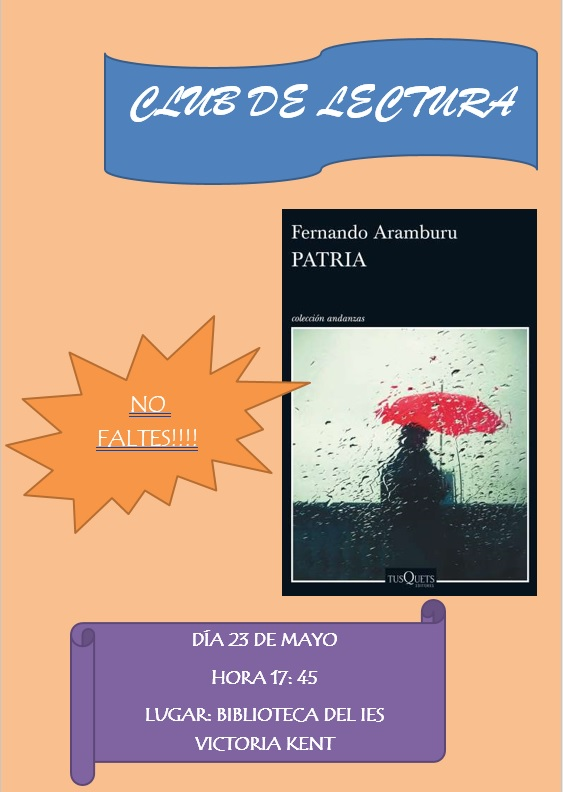 CLUB DE LECTURA
Fernando Aramburu
PATRIA
colección andanzas
NO
FALTES!!!!
TUSQUETS
EDITORES
DÍA 23 DE MAYO
HORA 17: 45
LUGAR: BIBLIOTECA DEL IES
VICTORIA KENT